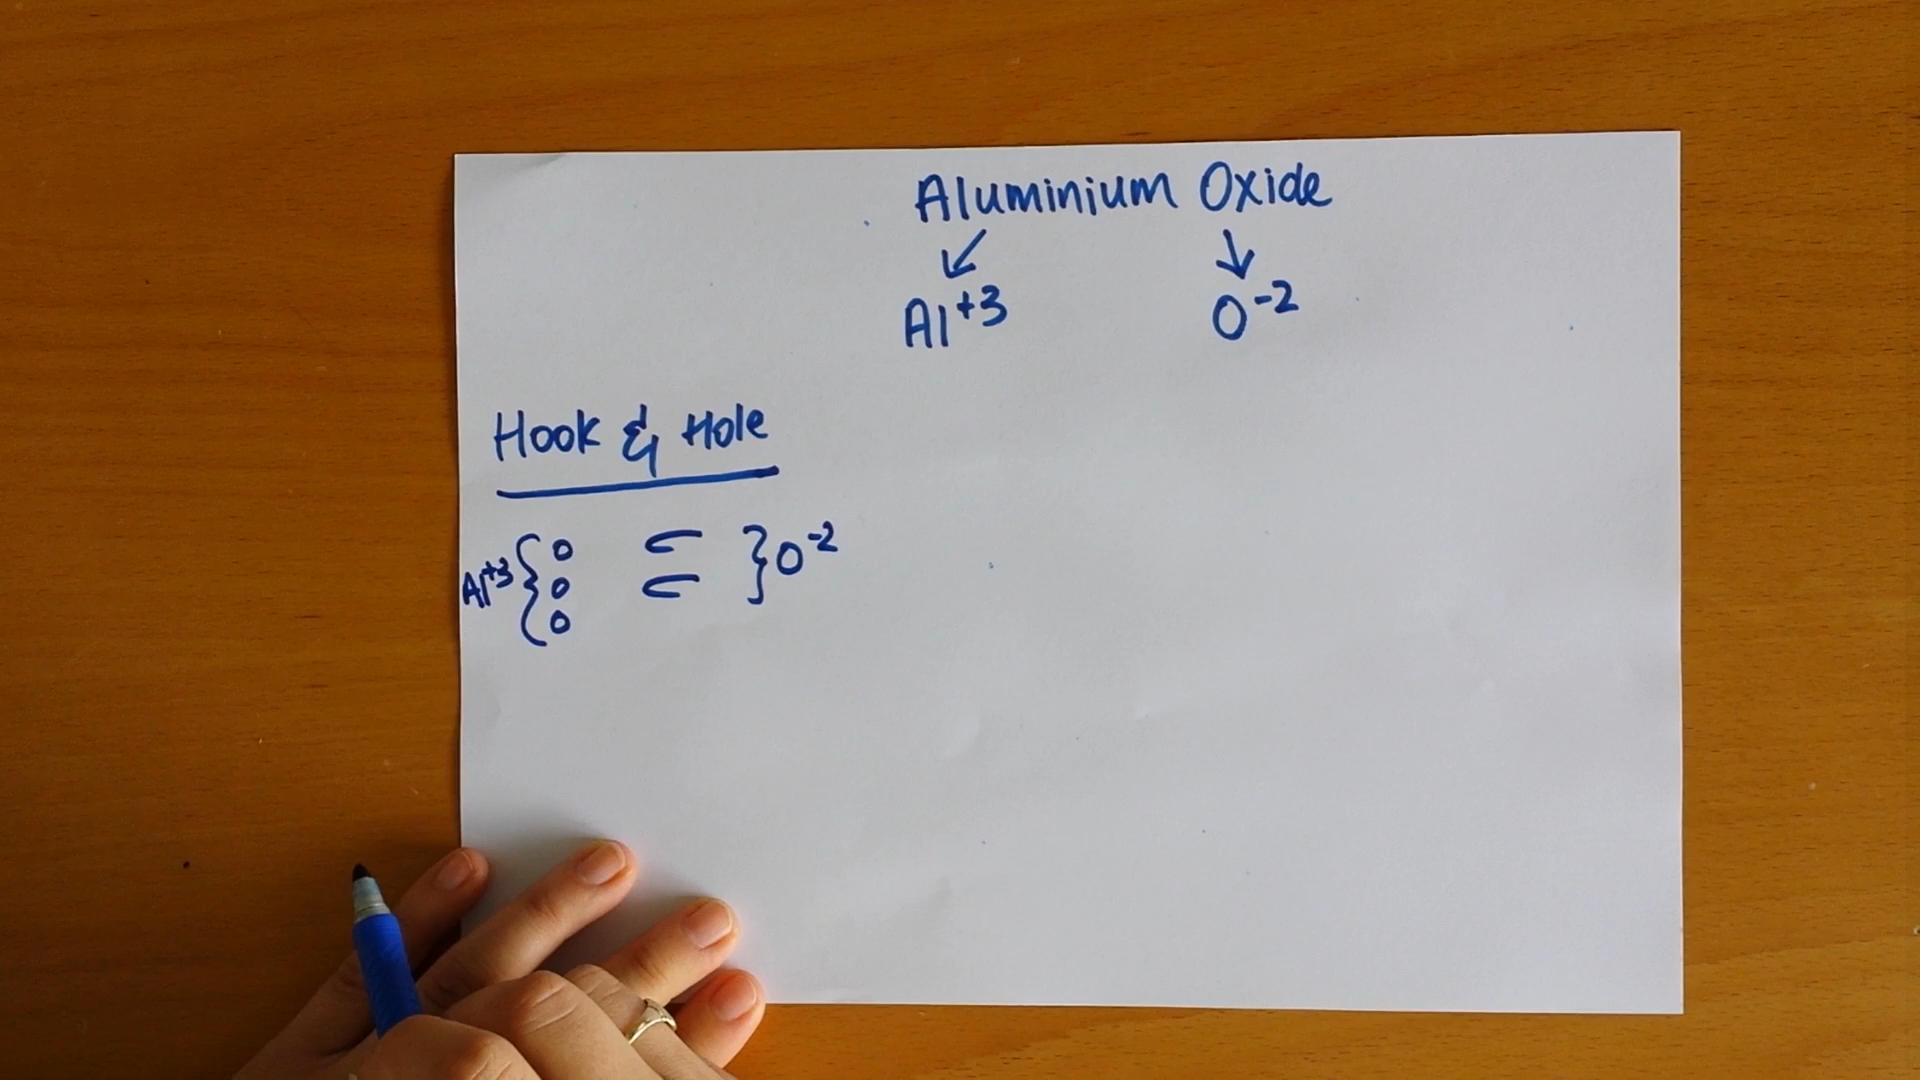 Aluminium Oxide
↙ ↓
Al+3 O-2
Hook & Hole
Al+3 { o ⊂ } O-2
o ⊂
o